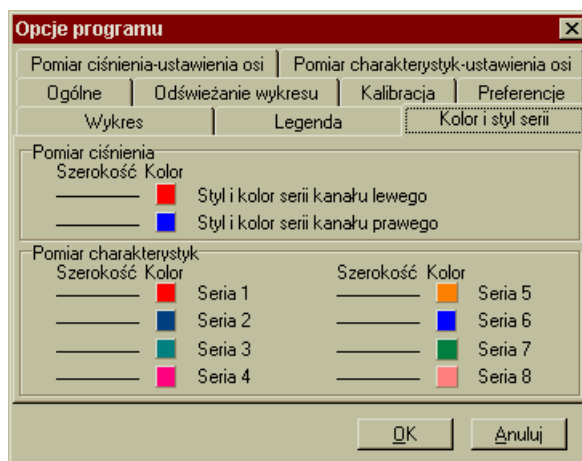 Opcje programu
Pomiar ciśnienia-ustawienia osi Pomiar charakterystyk-ustawienia osi
Ogólne Odświeżanie wykresu Kalibracja Preferencje
Wykres Legenda Kolor i styl serii
Pomiar ciśnienia
Szerokość Kolor
Styl i kolor serii kanału lewego
Styl i kolor serii kanału prawego
Pomiar charakterystyk
Szerokość Kolor Szerokość Kolor
Seria 1 Seria 5
Seria 2 Seria 6
Seria 3 Seria 7
Seria 4 Seria 8
OK Anuluj